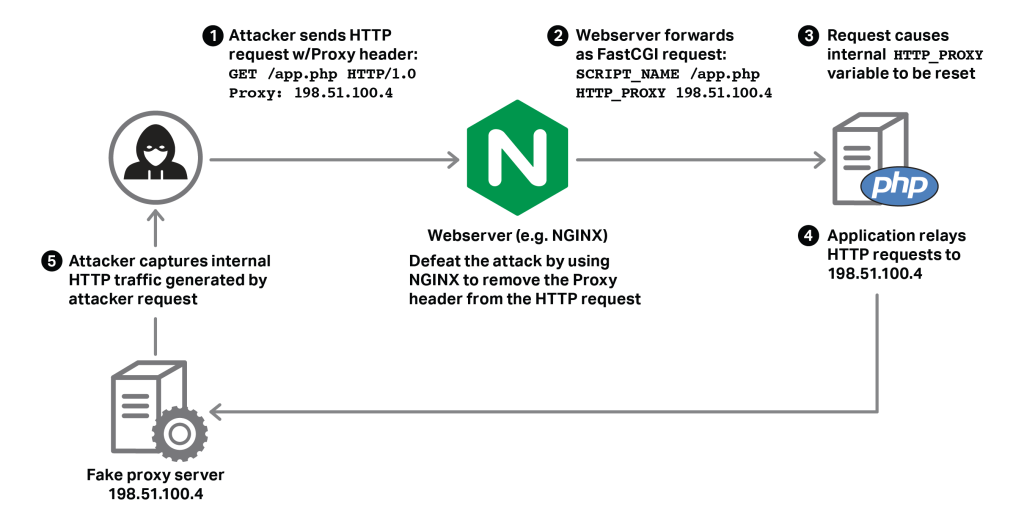 1 Attacker sends HTTP
request w/Proxy header:
GET /app.php HTTP/1.0
Proxy: 198.51.100.4
2 Webserver forwards
as FastCGI request:
SCRIPT_NAME /app.php
HTTP_PROXY 198.51.100.4
3 Request causes
internal HTTP_PROXY
variable to be reset
N
php
Webserver (e.g. NGINX)
Defeat the attack by using
NGINX to remove the Proxy
header from the HTTP request
4 Application relays
HTTP requests to
198.51.100.4
5 Attacker captures internal
HTTP traffic generated by
attacker request
Fake proxy server
198.51.100.4